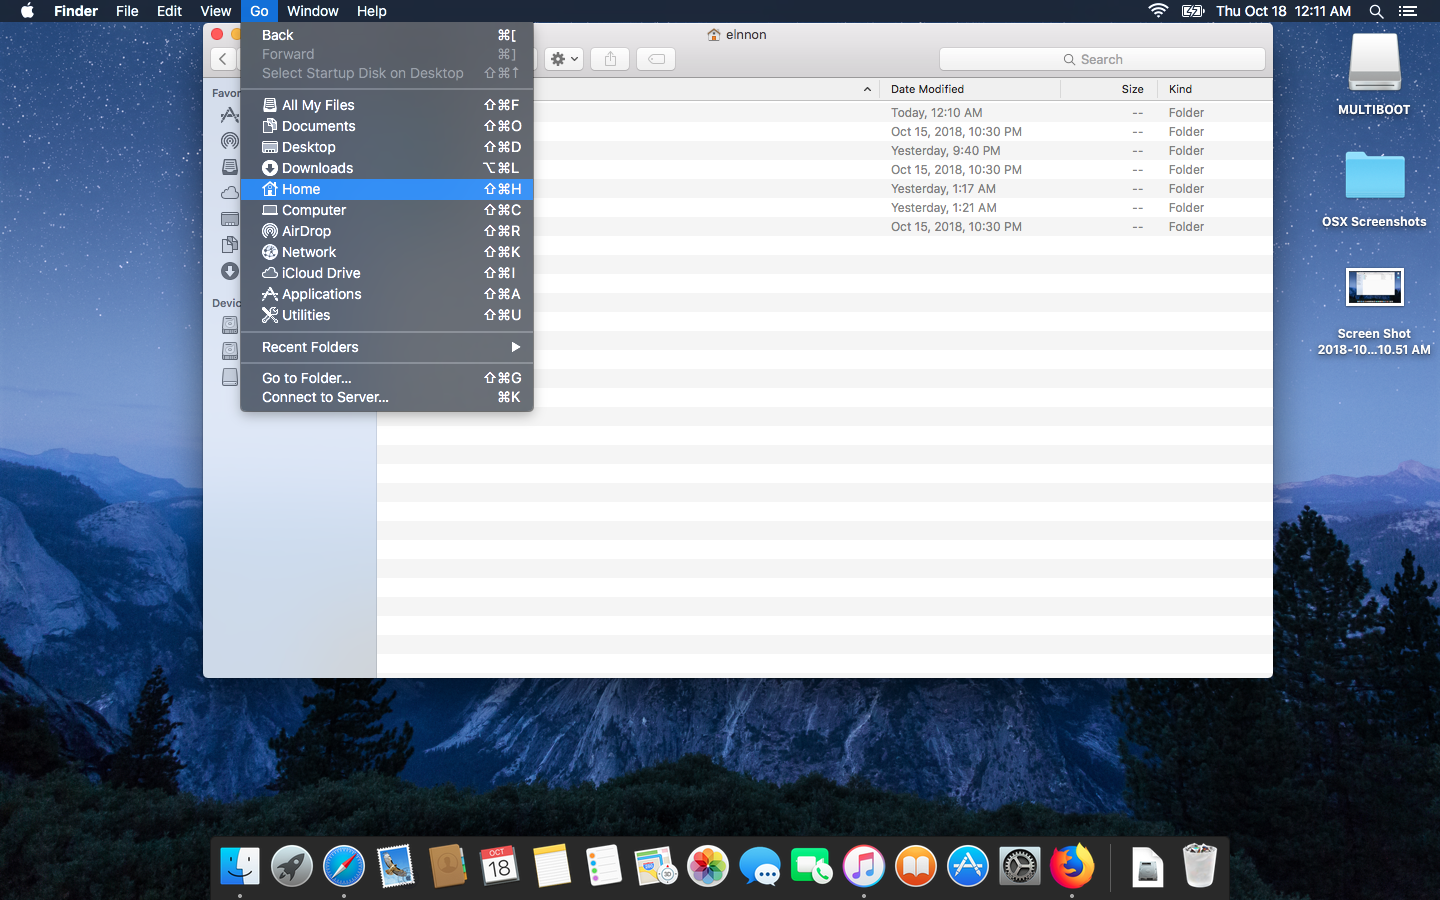 Finder File Edit View Go Window Help Thu Oct 18 12:11 AM
elnnon
Search
Back ⌘[
Forward ⌘]
Select Startup Disk on Desktop ⇧⌘↑
All My Files ⇧⌘F
Documents ⇧⌘O
Desktop ⇧⌘D
Downloads ⌥⌘L
Home ⇧⌘H
Computer ⇧⌘C
AirDrop ⇧⌘R
Network ⇧⌘K
iCloud Drive ⇧⌘I
Applications ⇧⌘A
Utilities ⇧⌘U
Recent Folders ▶
Go to Folder... ⇧⌘G
Connect to Server... ⌘K
Favor
Devic
Date Modified Size Kind
Today, 12:10 AM -- Folder
Oct 15, 2018, 10:30 PM -- Folder
Yesterday, 9:40 PM -- Folder
Oct 15, 2018, 10:30 PM -- Folder
Yesterday, 1:17 AM -- Folder
Yesterday, 1:21 AM -- Folder
Oct 15, 2018, 10:30 PM -- Folder
MULTIBOOT
OSX Screenshots
Screen Shot
2018-10...10.51 AM
OCT
18
3D